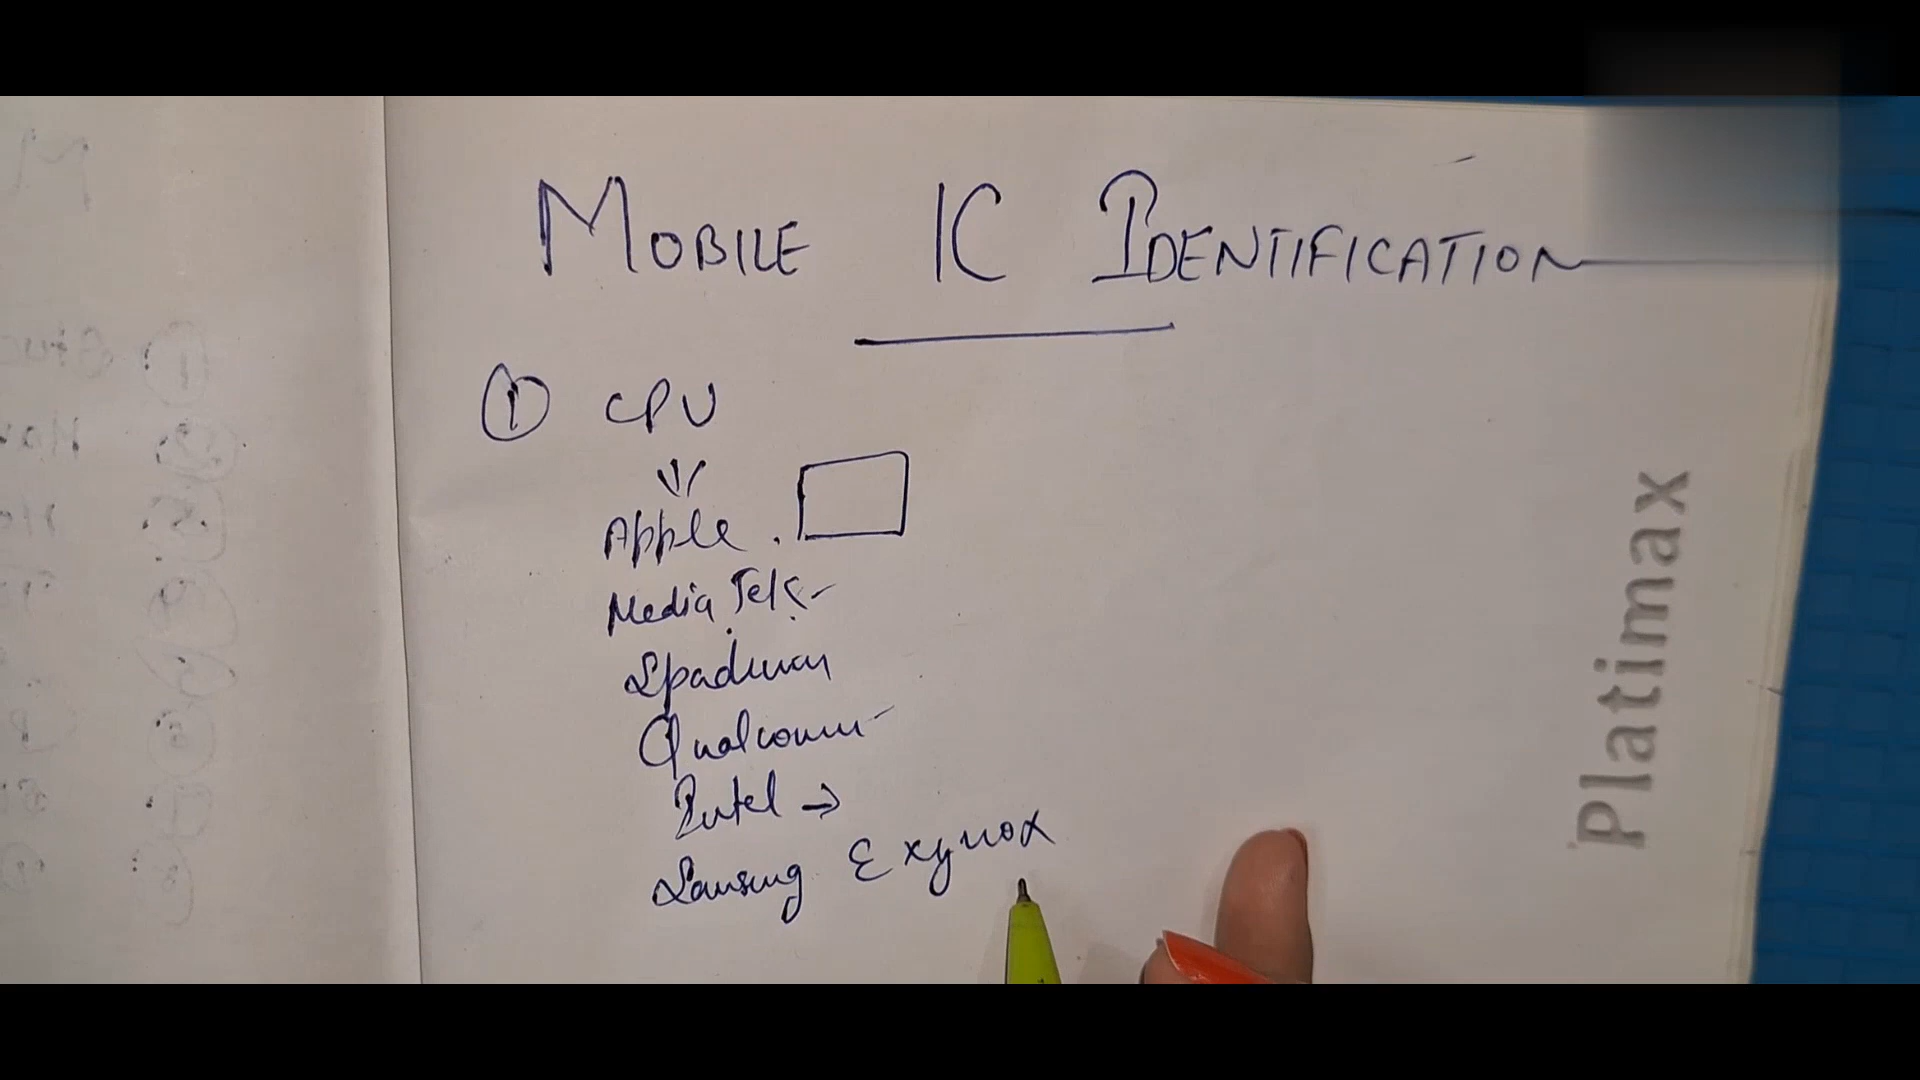 MOBILE IC IDENTIFICATION
① CPU
Apple.
Media Tek
Spadium
Qualcomm
Intel →
Samsung Exynox
Platimax